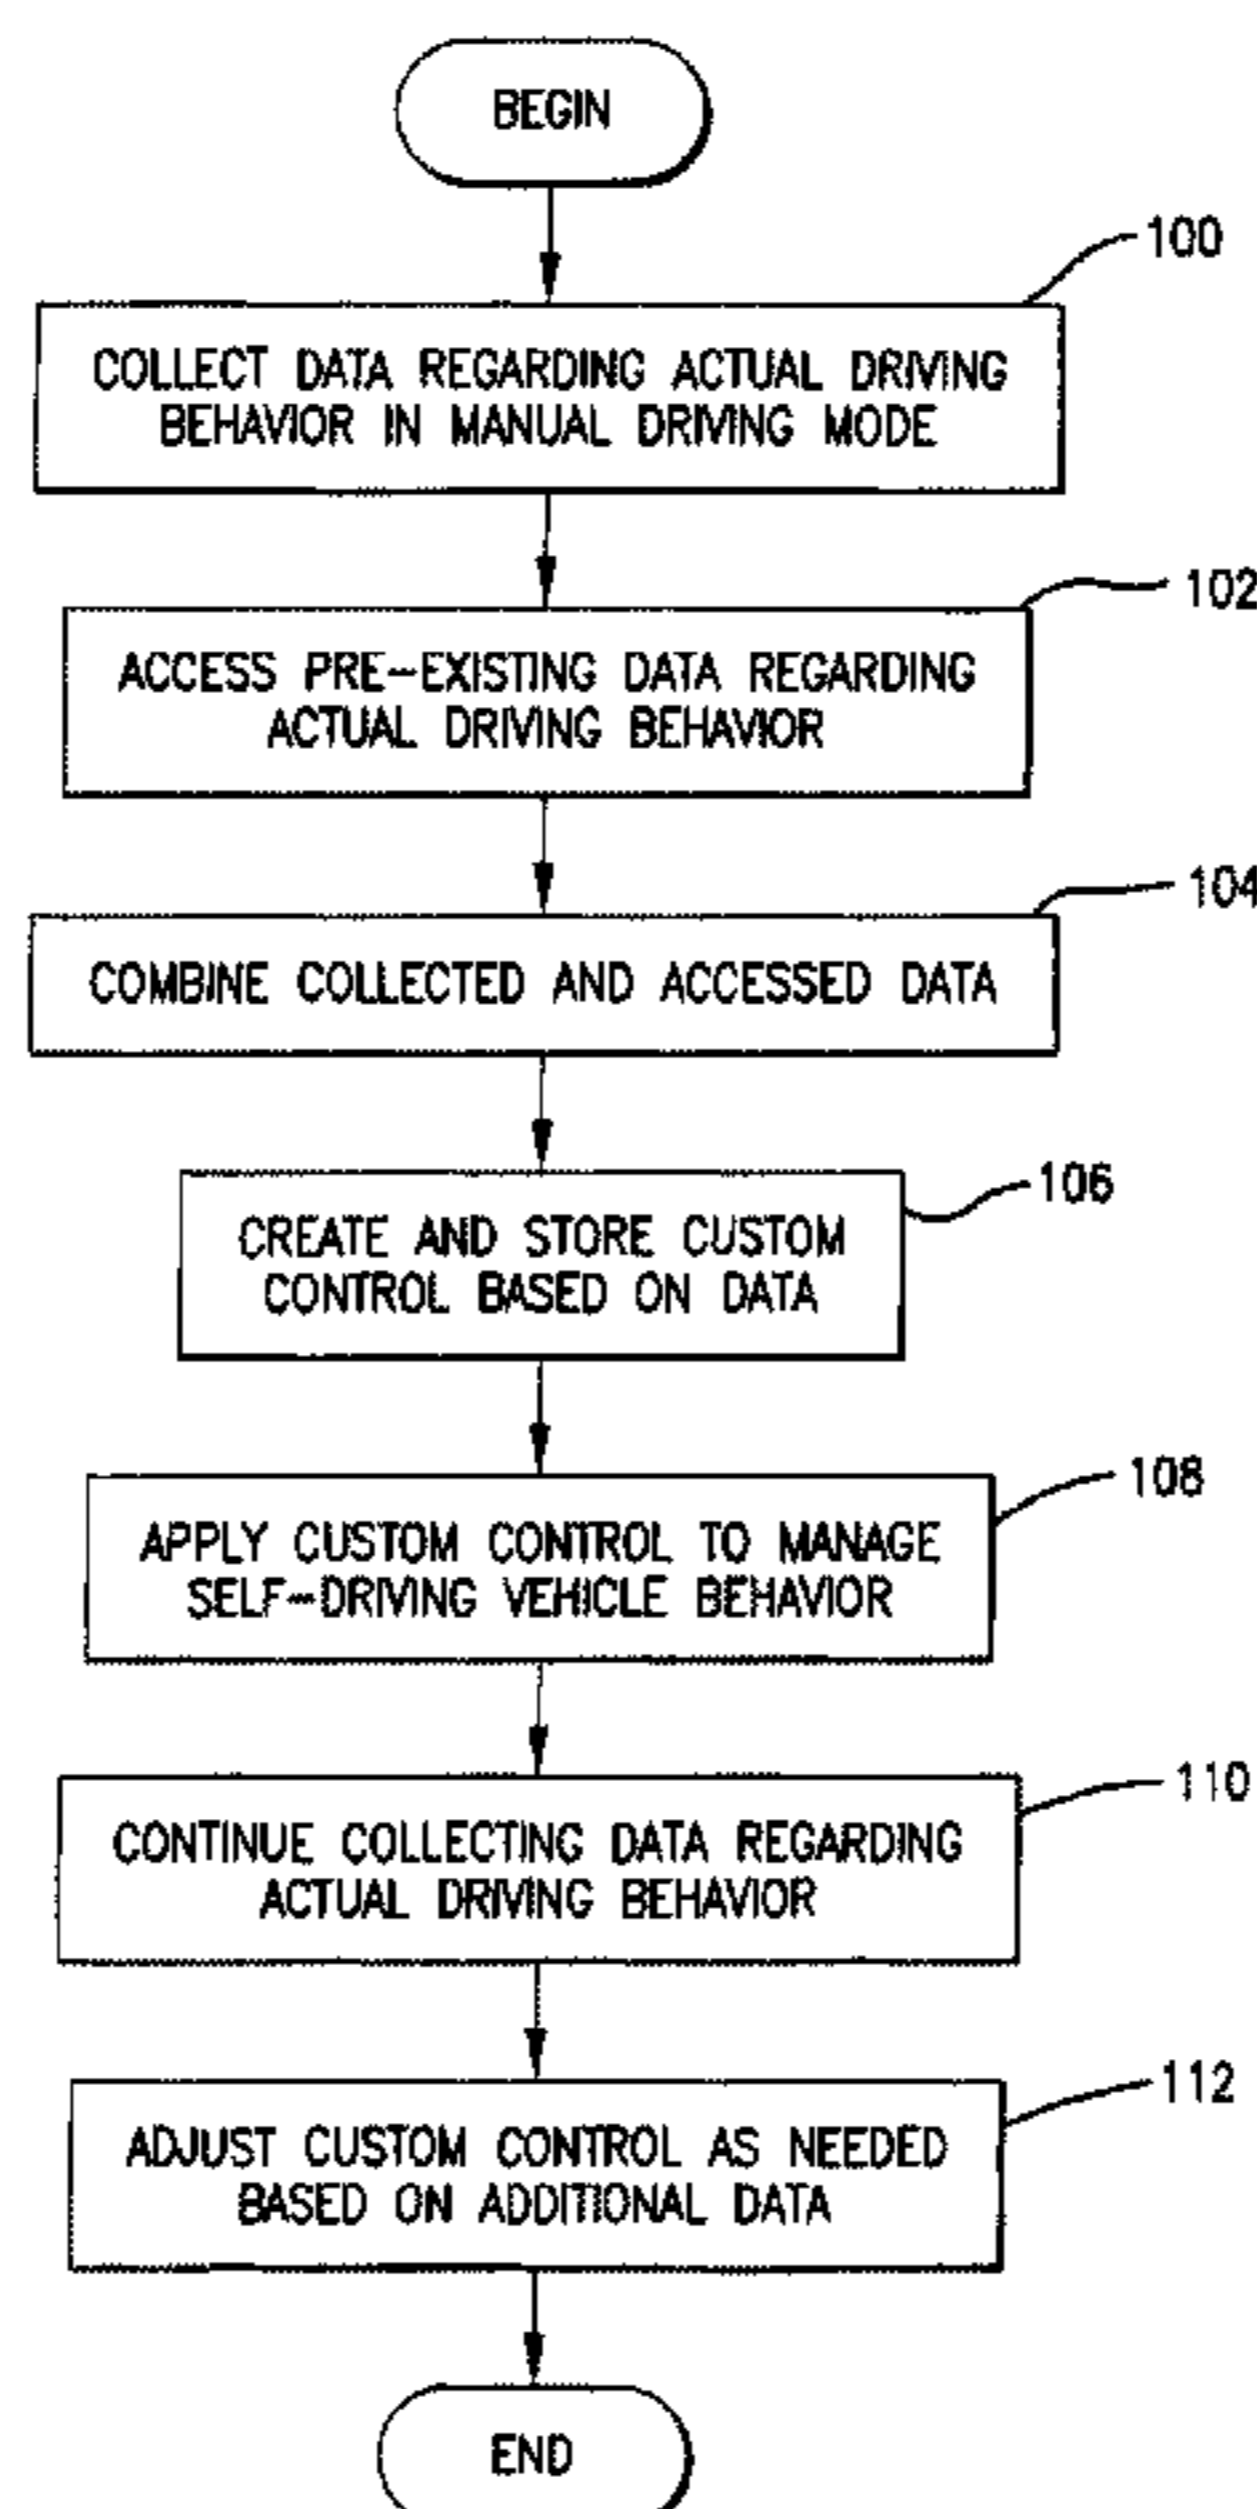 BEGIN
100
COLLECT DATA REGARDING ACTUAL DRIVING
BEHAVIOR IN MANUAL DRIVING MODE
102
ACCESS PRE-EXISTING DATA REGARDING
ACTUAL DRIVING BEHAVIOR
104
COMBINE COLLECTED AND ACCESSED DATA
106
CREATE AND STORE CUSTOM
CONTROL BASED ON DATA
108
APPLY CUSTOM CONTROL TO MANAGE
SELF-DRIVING VEHICLE BEHAVIOR
110
CONTINUE COLLECTING DATA REGARDING
ACTUAL DRIVING BEHAVIOR
112
ADJUST CUSTOM CONTROL AS NEEDED
BASED ON ADDITIONAL DATA
END